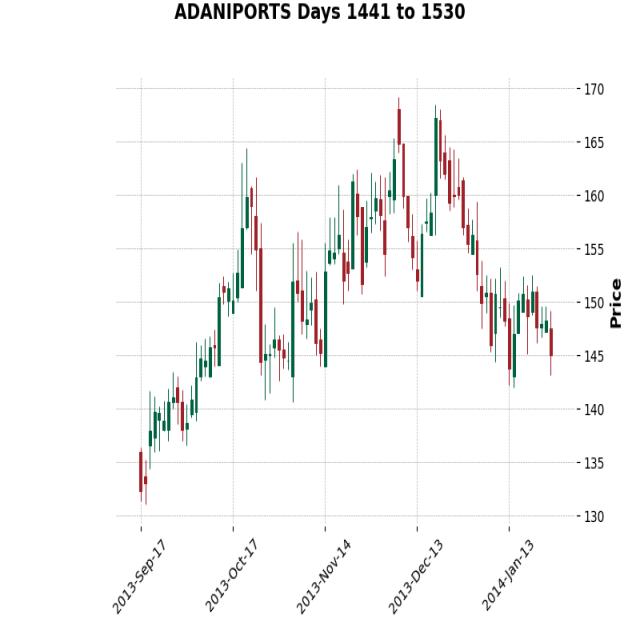 ADANIPORTS Days 1441 to 1530
170
165
160
155
150
145
140
135
130
Price
2013-Sep-17
2013-Oct-17
2013-Nov-14
2013-Dec-13
2014-Jan-13